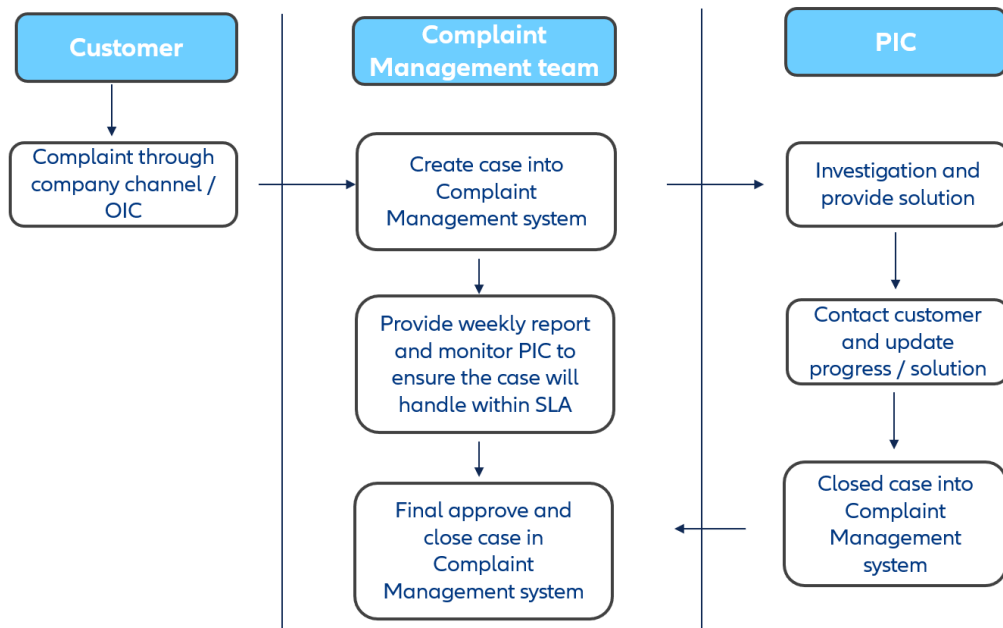 Customer
Complaint
Management team
PIC
Complaint through
company channel /
OIC
Create case into
Complaint
Management system
Investigation and
provide solution
Provide weekly report
and monitor PIC to
ensure the case will
handle within SLA
Contact customer
and update
progress / solution
Final approve and
close case in
Complaint
Management system
Closed case into
Complaint
Management
system